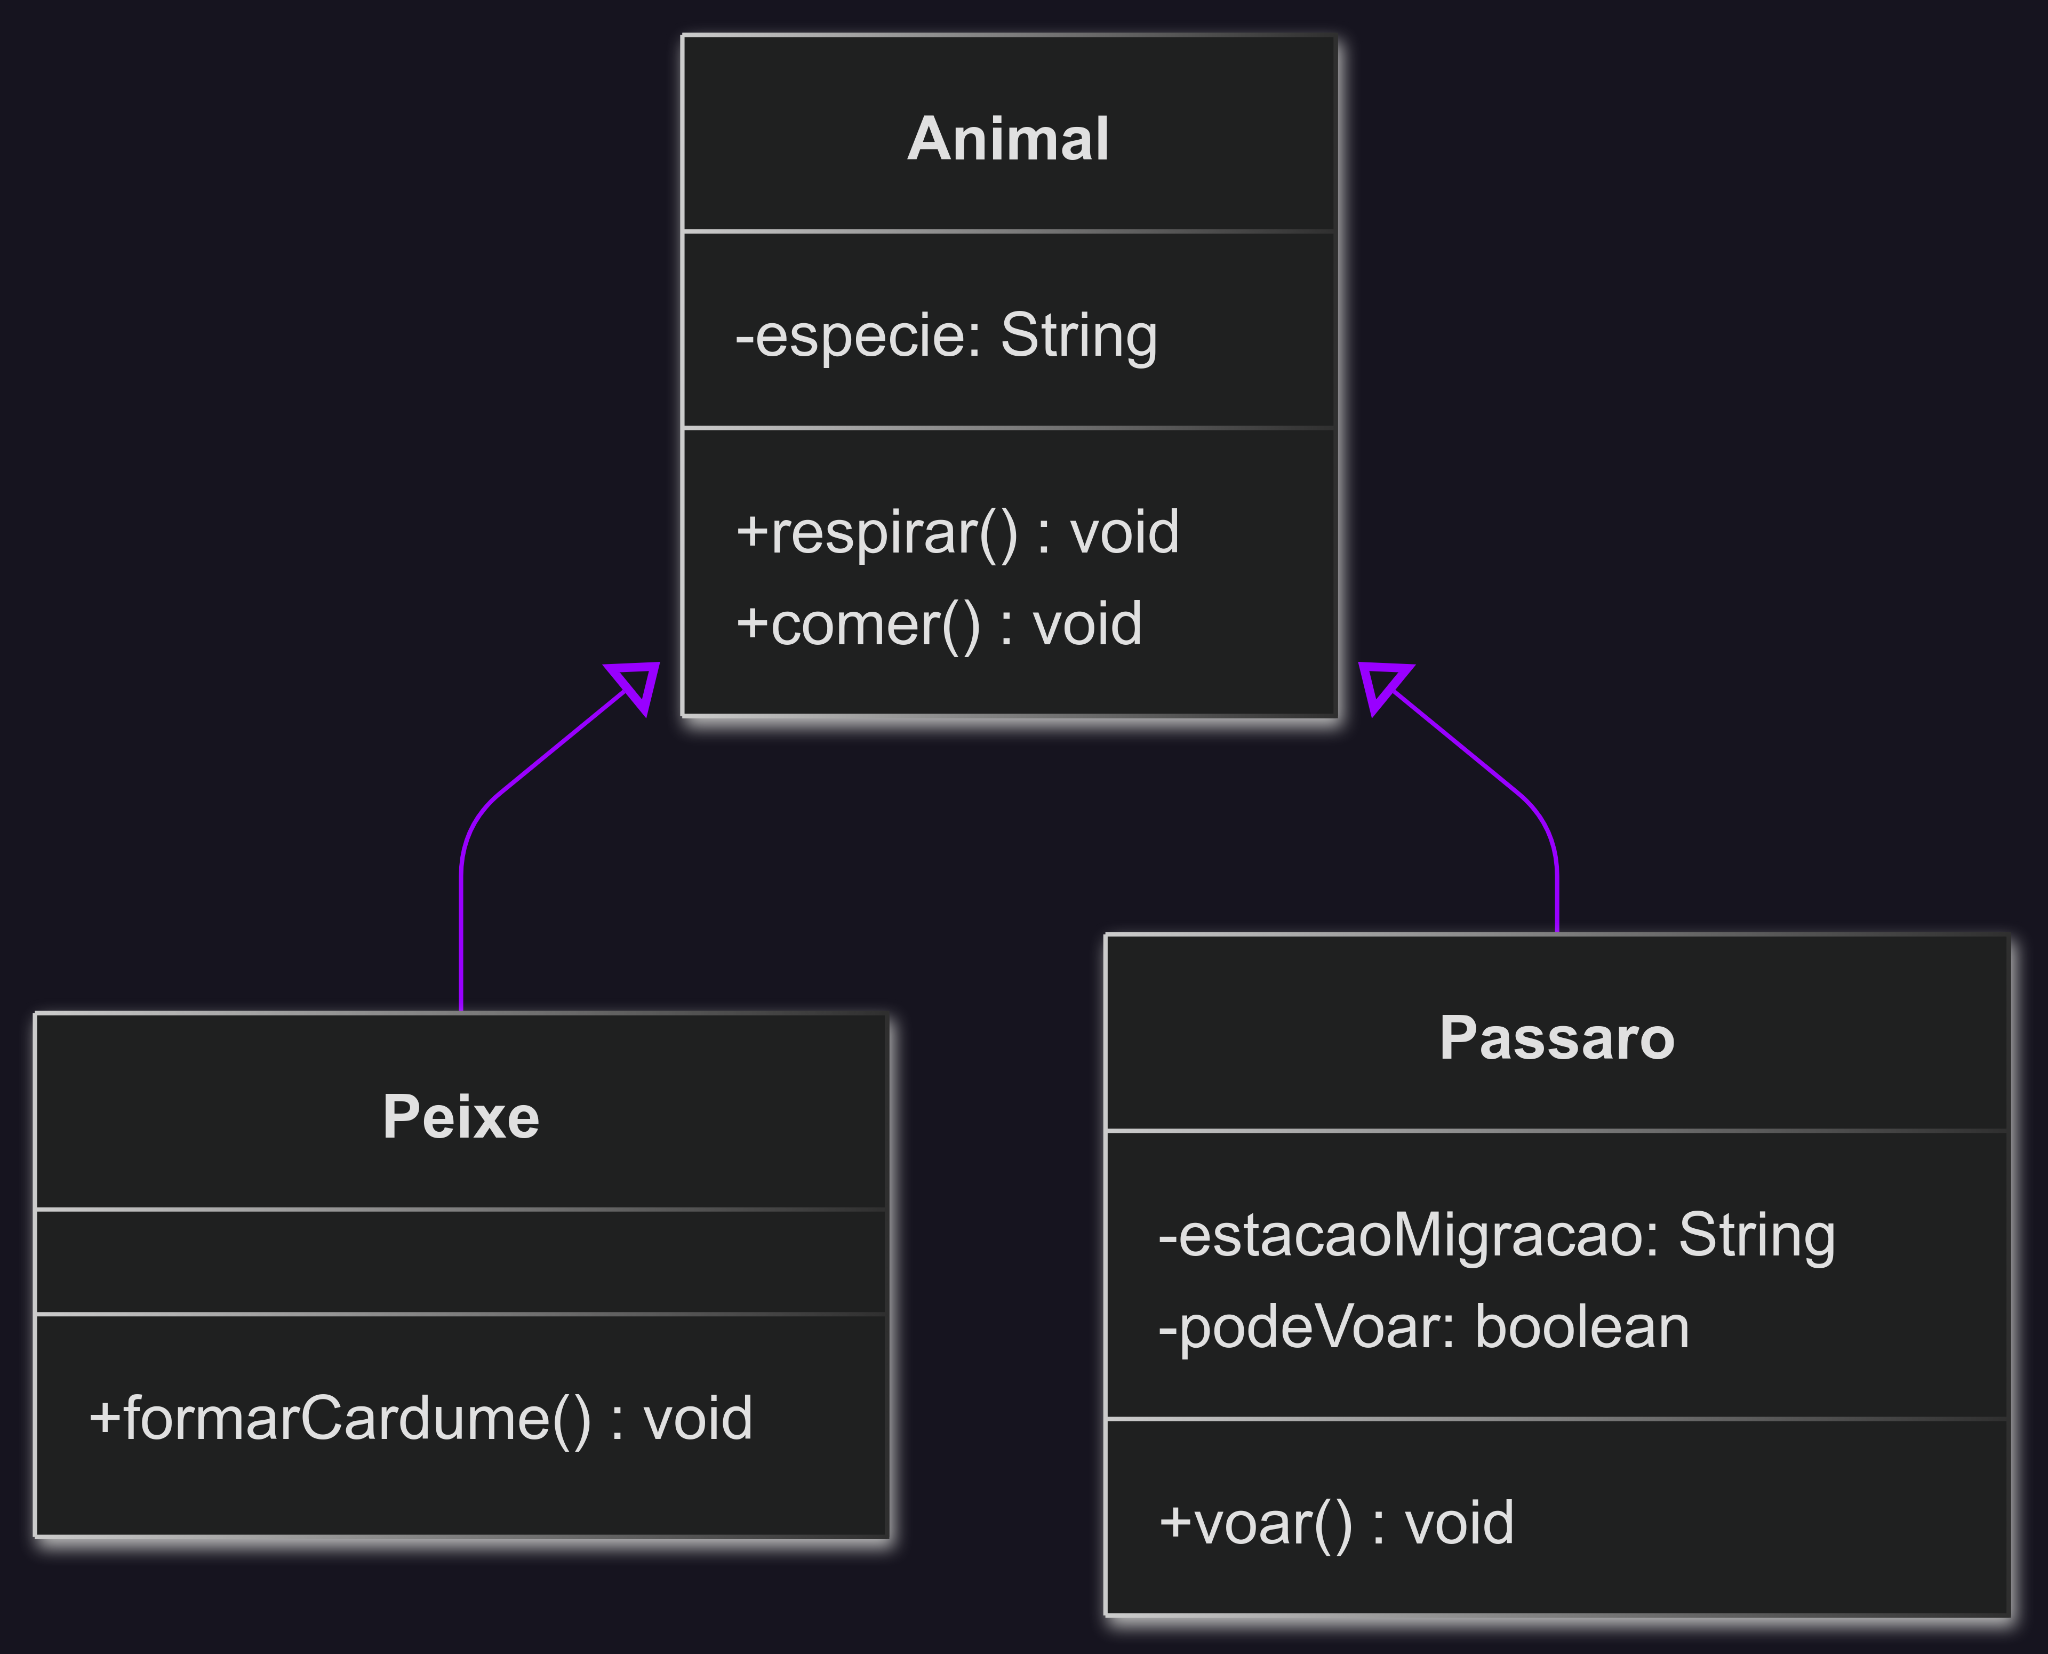 Animal
-especie: String
+respirar() : void
+comer() : void
Peixe
+formarCardume() : void
Passaro
-estacaoMigracao: String
-podeVoar: boolean
+voar() : void